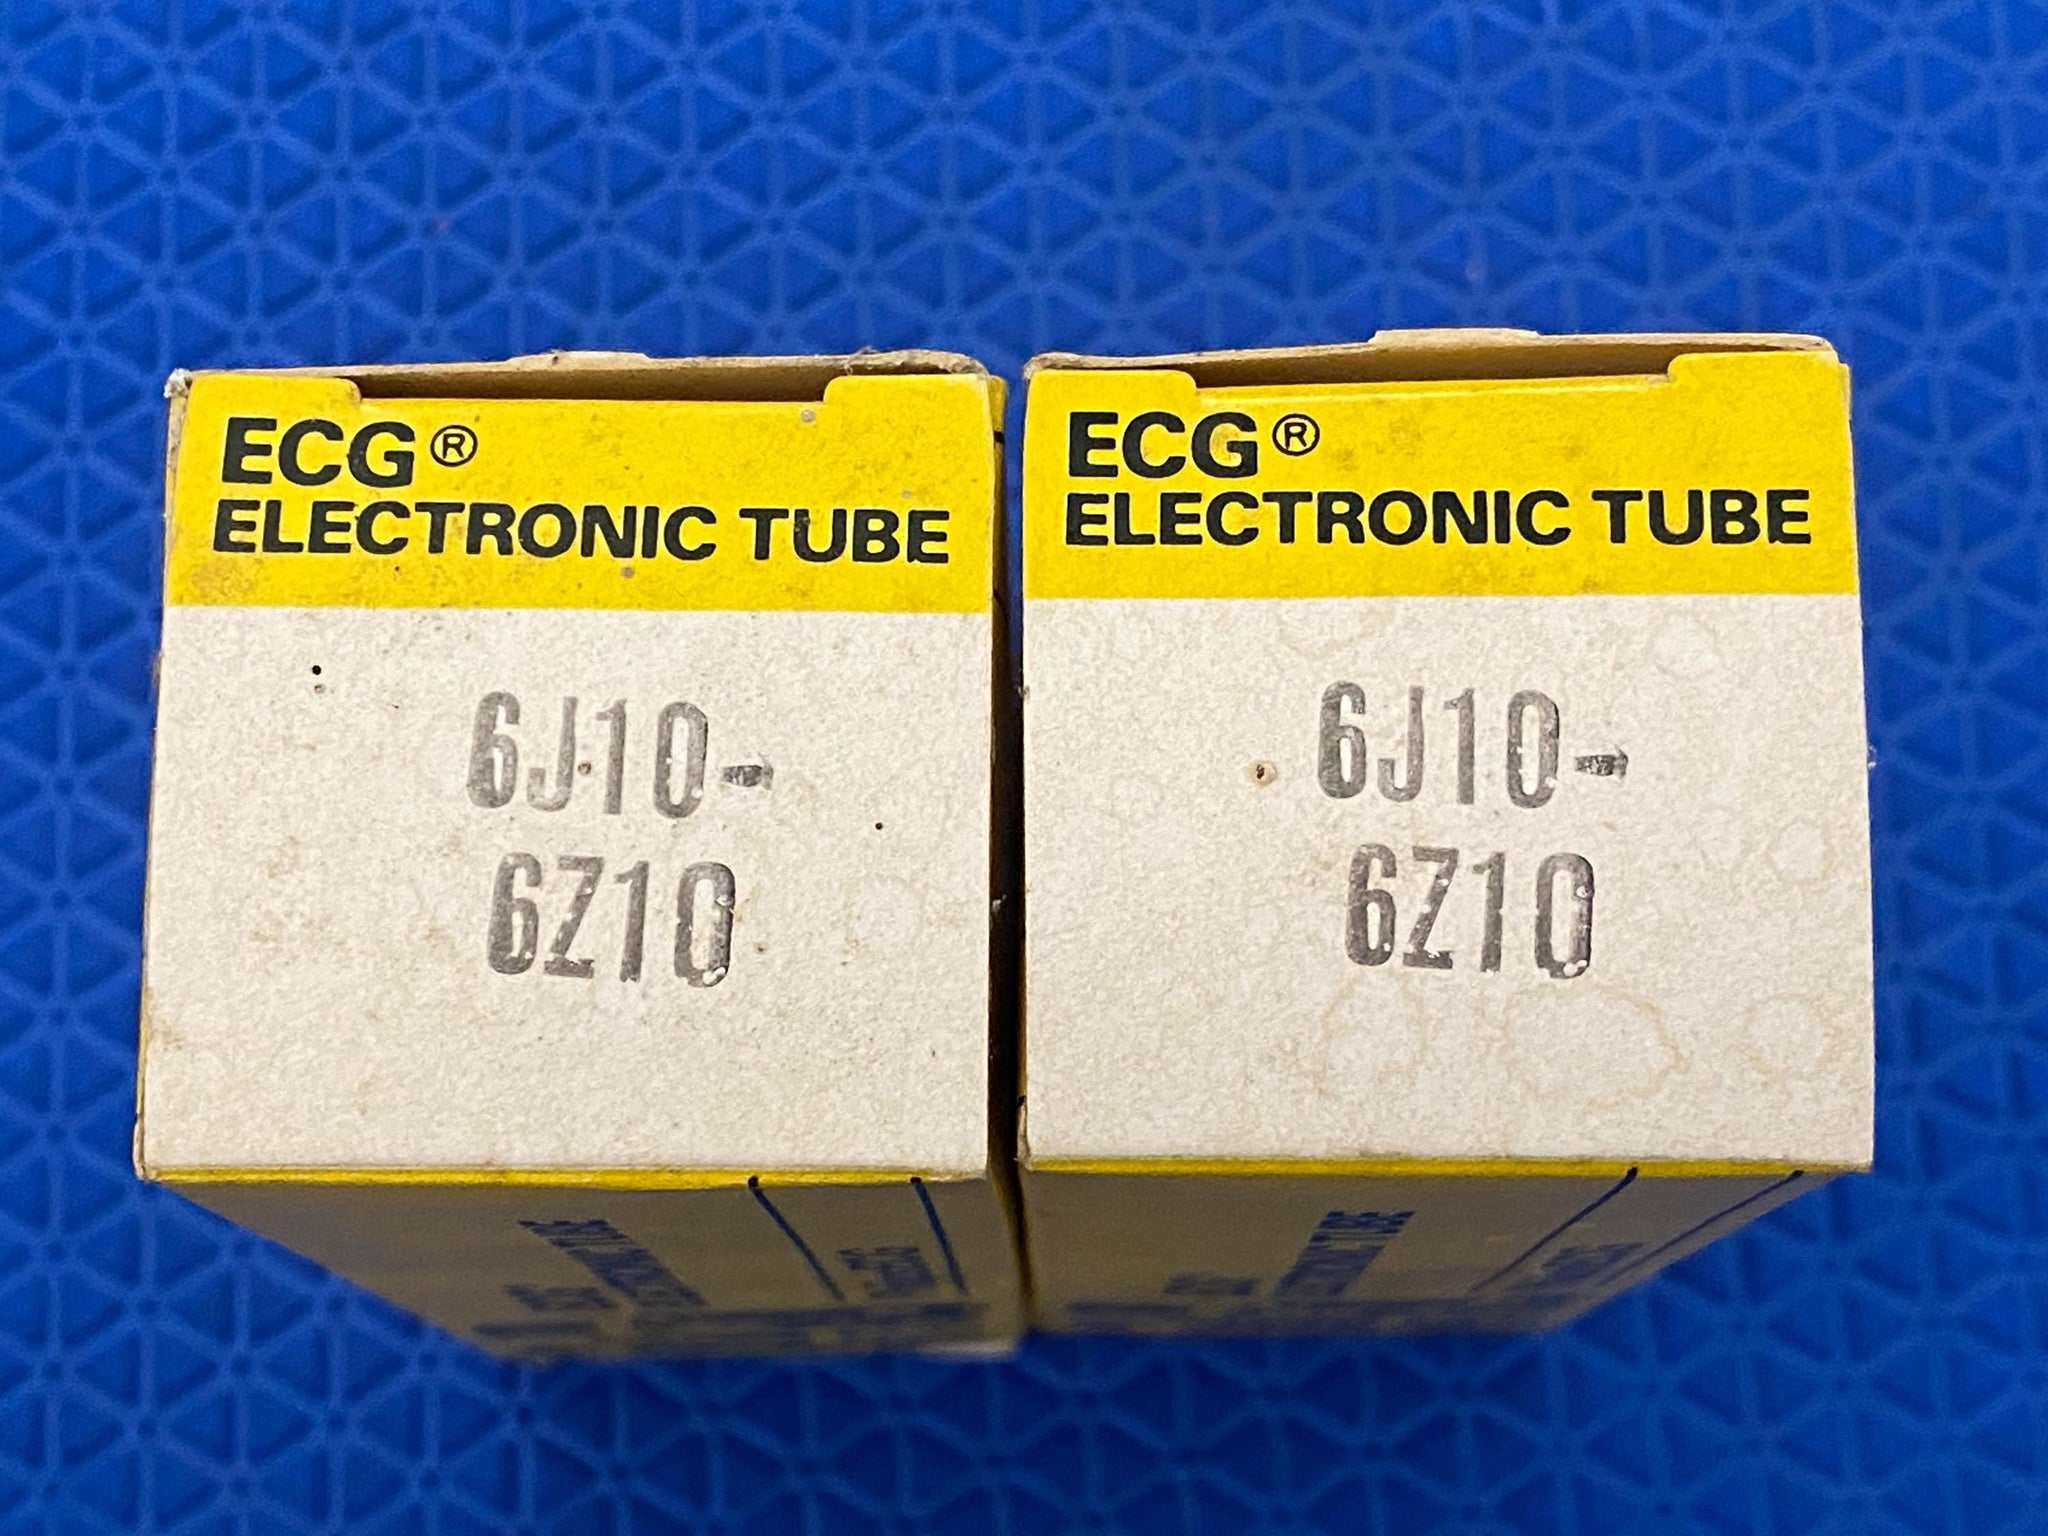 ECG®
ELECTRONIC TUBE
6J10-
6Z10
ECG®
ELECTRONIC TUBE
6J10-
6Z10